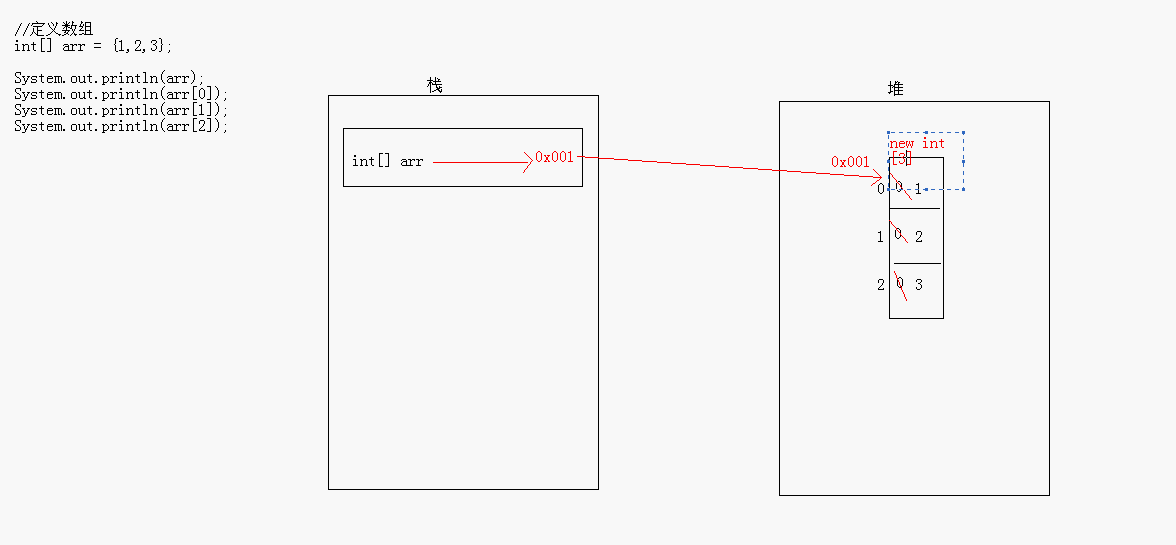 //定义数组
int[] arr = {1,2,3};
System.out.println(arr);
System.out.println(arr[0]);
System.out.println(arr[1]);
System.out.println(arr[2]);
栈
int[] arr
0x001
堆
new int
[3]
0x001
0 0 1
1 0 2
2 0 3